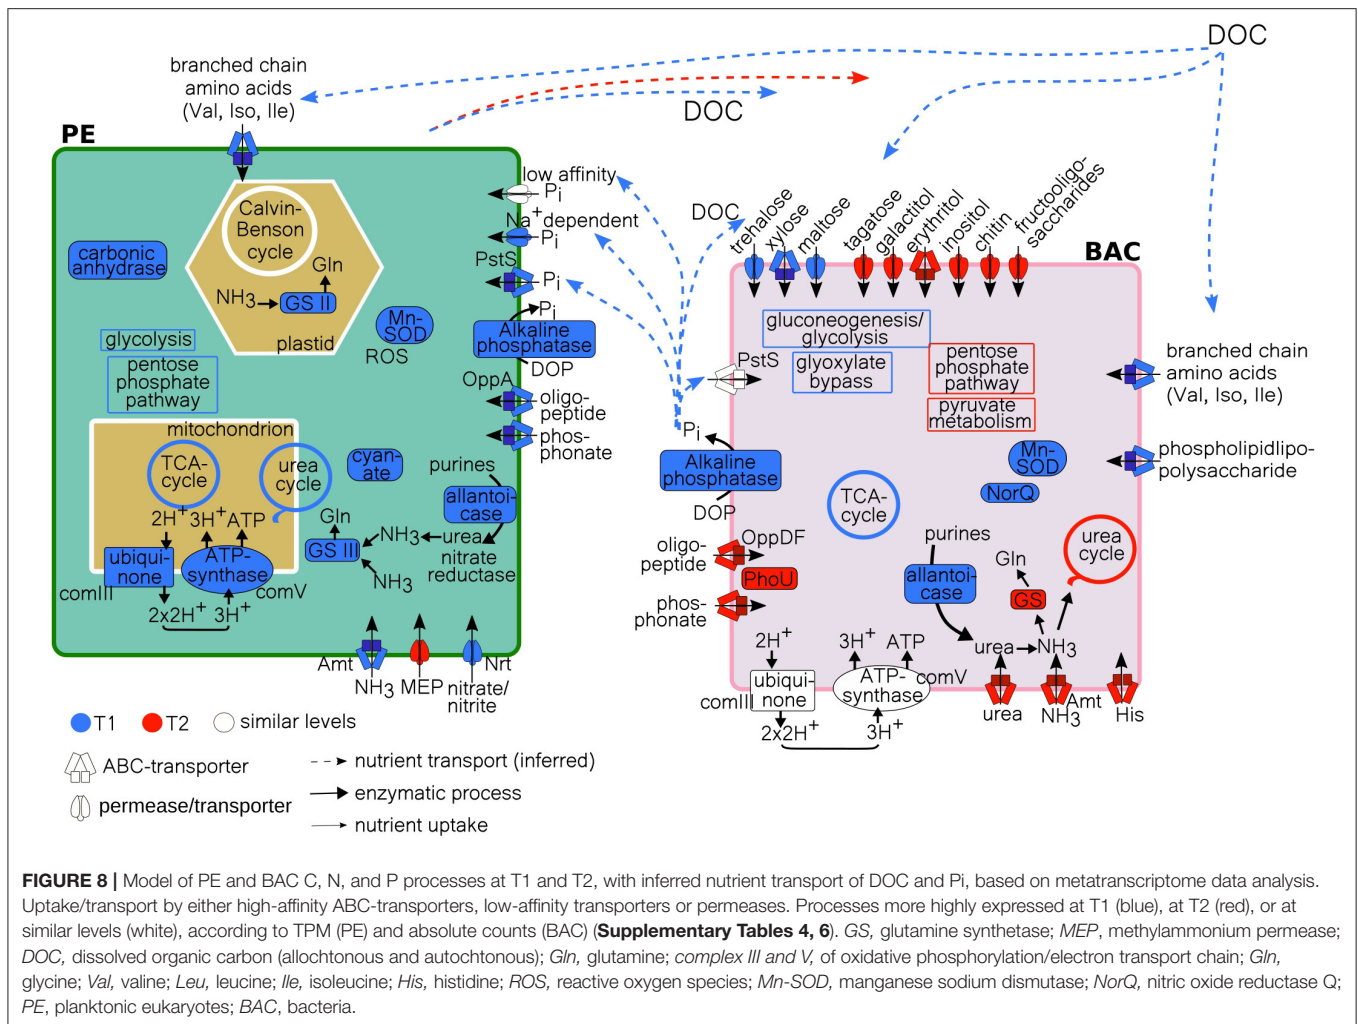 DOC
branched chain
amino acids
(Val, Iso, Ile)
DOC
PE
low affinity
Pi
Na+dependent
Pi
PstS
Pi
Pi
Alkaline
phosphatase
DOP
OppA
oligo-
peptide
phos-
phonate
Calvin-
Benson
cycle
Gln
NH3
GS II
plastid
carbonic
anhydrase
Mn-
SOD
ROS
glycolysis
pentose
phosphate
pathway
mitochondrion
TCA-
cycle
urea
cycle
cyan-
ate
purines
allantoi-
case
2H+
3H+
ATP
Gln
GS III
NH3
urea
nitrate
reductase
NH3
ubiqui-
none
ATP-
synthase
comIII
comV
2x2H+
3H+
Amt
NH3
MEP
Nrt
nitrate/
nitrite
DOC
trehalose
xylose
maltose
tagatose
galactitol
erythritol
inositol
chitin
fructooligo-
saccharides
BAC
gluconeogenesis/
glycolysis
glyoxylate
bypass
pentose
phosphate
pathway
pyruvate
metabolism
PstS
Pi
Alkaline
phosphatase
DOP
branched chain
amino acids
(Val, Iso, Ile)
phospholipidlipo-
polysaccharide
Mn-
SOD
NorQ
TCA-
cycle
oligo-
peptide
OppDF
PhoU
phos-
phonate
purines
allantoi-
case
Gln
GS
urea
cycle
urea
NH3
2H+
3H+
ATP
ubiqui-
none
ATP-
synthase
comIII
comV
2x2H+
3H+
urea
NH3
Amt
His
T1
T2
similar levels
ABC-transporter
permease/transporter
nutrient transport (inferred)
enzymatic process
nutrient uptake
FIGURE 8 | Model of PE and BAC C, N, and P processes at T1 and T2, with inferred nutrient transport of DOC and Pi, based on metatranscriptome data analysis.
Uptake/transport by either high-affinity ABC-transporters, low-affinity transporters or permeases. Processes more highly expressed at T1 (blue), at T2 (red), or at
similar levels (white), according to TPM (PE) and absolute counts (BAC) (Supplementary Tables 4, 6). GS, glutamine synthetase; MEP, methylammonium permease;
DOC, dissolved organic carbon (allochtonous and autochtonous); Gln, glutamine; complex III and V, of oxidative phosphorylation/electron transport chain; Gln,
glycine; Val, valine; Leu, leucine; Ile, isoleucine; His, histidine; ROS, reactive oxygen species; Mn-SOD, manganese sodium dismutase; NorQ, nitric oxide reductase Q;
PE, planktonic eukaryotes; BAC, bacteria.